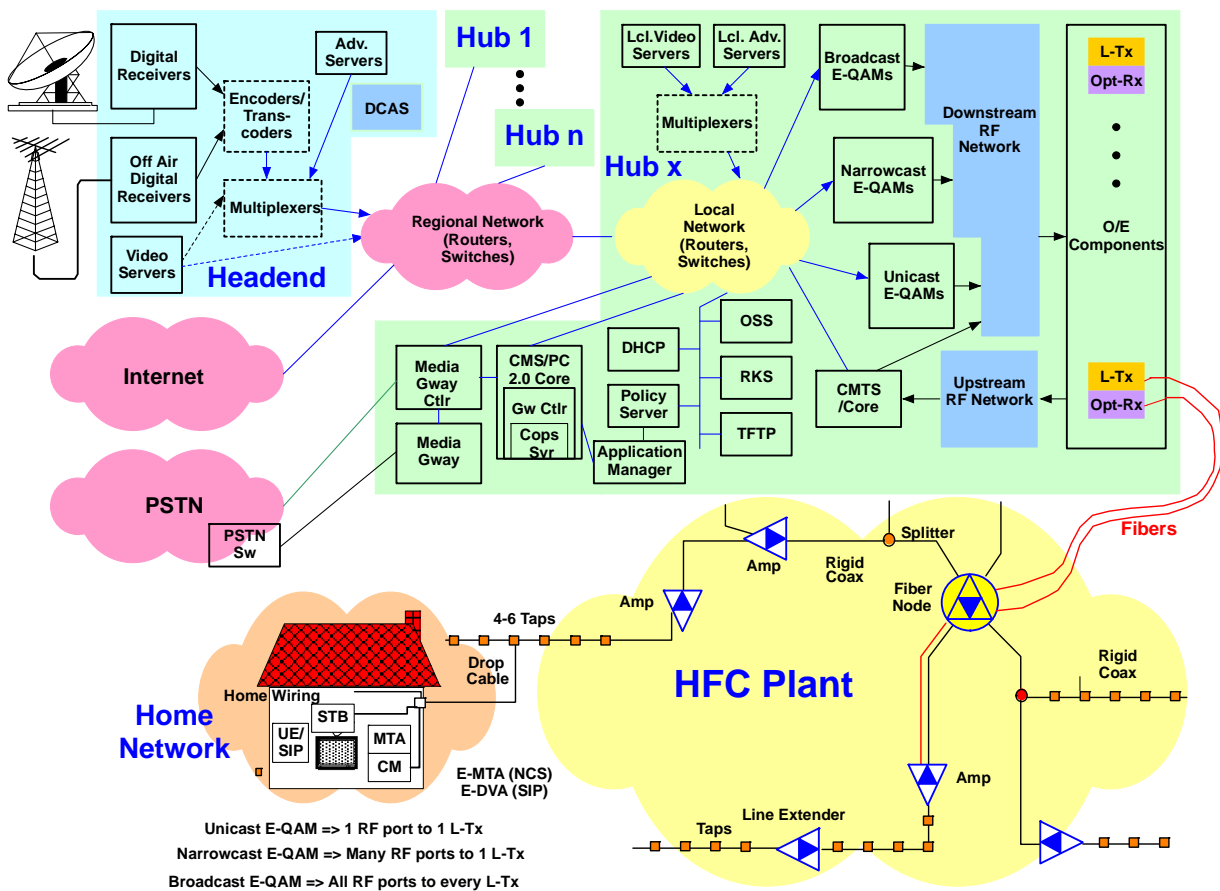 Digital
Receivers
Adv.
Servers
Encoders/
Trans-
coders
DCAS
Off Air
Digital
Receivers
Multiplexers
Video
Servers
Headend
Hub 1
Hub n
Regional Network
(Routers,
Switches)
Internet
PSTN
PSTN
Sw
Lcl.Video
Servers
Lcl. Adv.
Servers
Multiplexers
Hub x
Local
Network
(Routers,
Switches)
Broadcast
E-QAMs
Narrowcast
E-QAMs
Unicast
E-QAMs
Downstream
RF
Network
L-Tx
Opt-Rx
O/E
Components
L-Tx
Opt-Rx
Media
Gway
Ctlr
Media
Gway
CMS/PC
2.0 Core
Gw Ctlr
Cops
Svr
DHCP
Policy
Server
Application
Manager
OSS
RKS
TFTP
CMTS
/Core
Upstream
RF Network
Fibers
Splitter
Amp
Rigid
Coax
Fiber
Node
Amp
4-6 Taps
Drop
Cable
HFC Plant
Rigid
Coax
Amp
Line Extender
Taps
Home
Network
Home Wiring
STB
UE/
SIP
MTA
CM
E-MTA (NCS)
E-DVA (SIP)
Unicast E-QAM => 1 RF port to 1 L-Tx
Narrowcast E-QAM => Many RF ports to 1 L-Tx
Broadcast E-QAM => All RF ports to every L-Tx